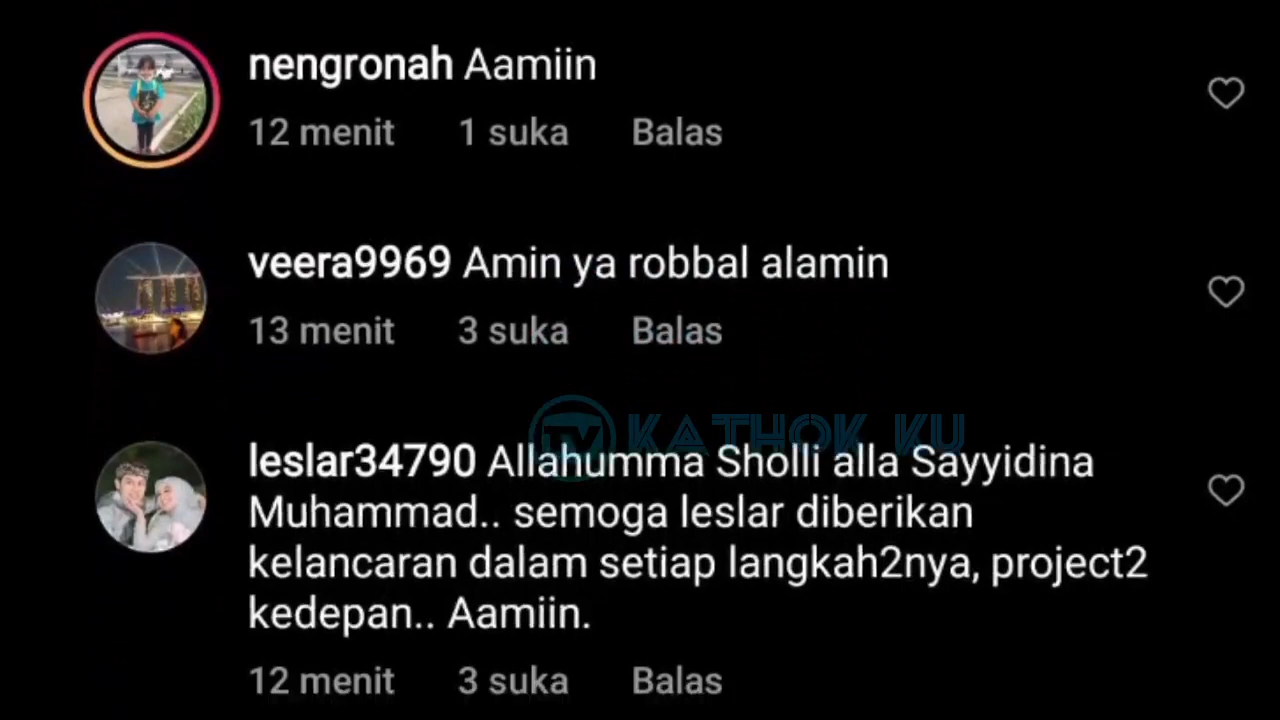 nengronah Aamiin
12 menit 1 suka Balas
veera9969 Amin ya robbal alamin
13 menit 3 suka Balas
TV KATHOK KU
leslar34790 Allahumma Sholli alla Sayyidina
Muhammad.. semoga leslar diberikan
kelancaran dalam setiap langkah2nya, project2
kedepan.. Aamiin.
12 menit 3 suka Balas